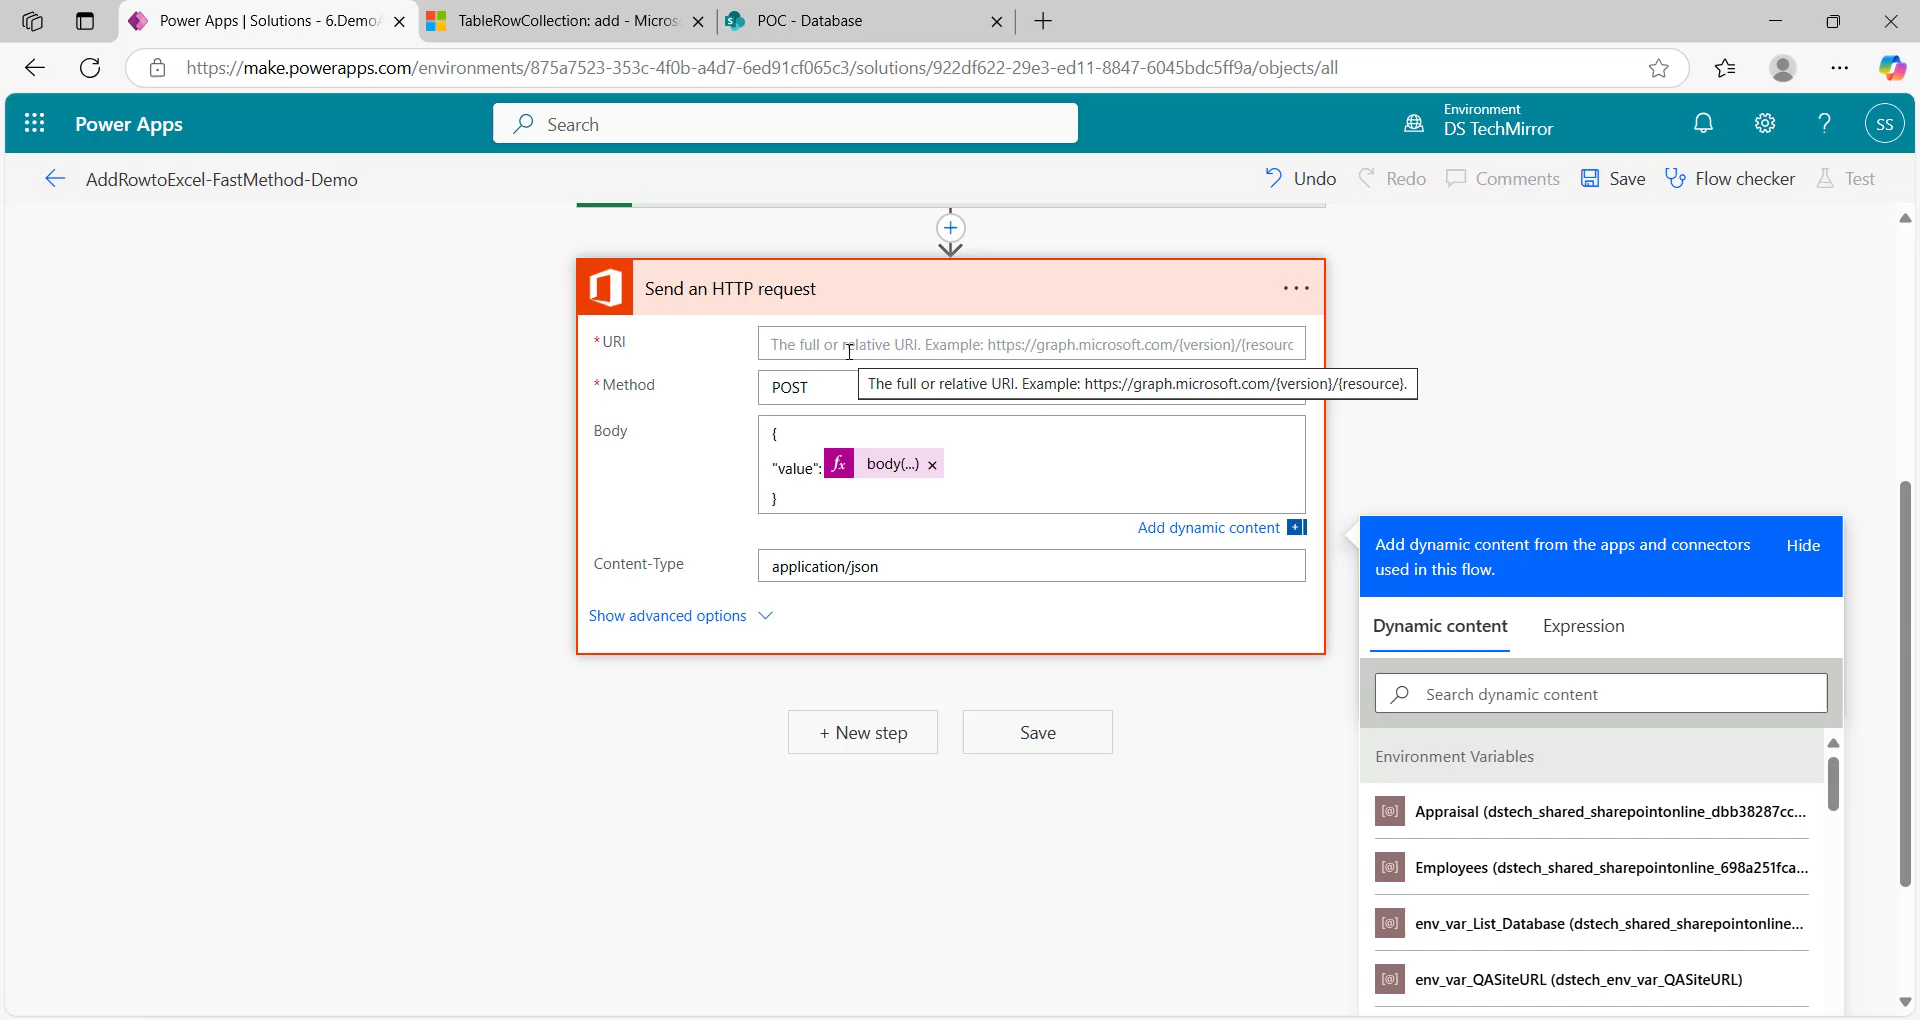 Power Apps | Solutions - 6.Demo
TableRowCollection: add - Micros
POC - Database
https://make.powerapps.com/environments/875a7523-353c-4f0b-a4d7-6ed91cf065c3/solutions/922df622-29e3-ed11-8847-6045bdc5ff9a/objects/all
Power Apps
Search
Environment
DS TechMirror
SS
AddRowtoExcel-FastMethod-Demo
Undo
Redo
Comments
Save
Flow checker
Test
Send an HTTP request
* URI
The full or relative URI. Example: https://graph.microsoft.com/{version}/{resourc
* Method
POST
The full or relative URI. Example: https://graph.microsoft.com/{version}/{resource}.
Body
{
"value": fx body(...) ×
}
Add dynamic content
Content-Type
application/json
Show advanced options
+ New step
Save
Add dynamic content from the apps and connectors
used in this flow.
Hide
Dynamic content
Expression
Search dynamic content
Environment Variables
[@] Appraisal (dstech_shared_sharepointonline_dbb38287cc...
[@] Employees (dstech_shared_sharepointonline_698a251fca...
[@] env_var_List_Database (dstech_shared_sharepointonline...
[@] env_var_QASiteURL (dstech_env_var_QASiteURL)